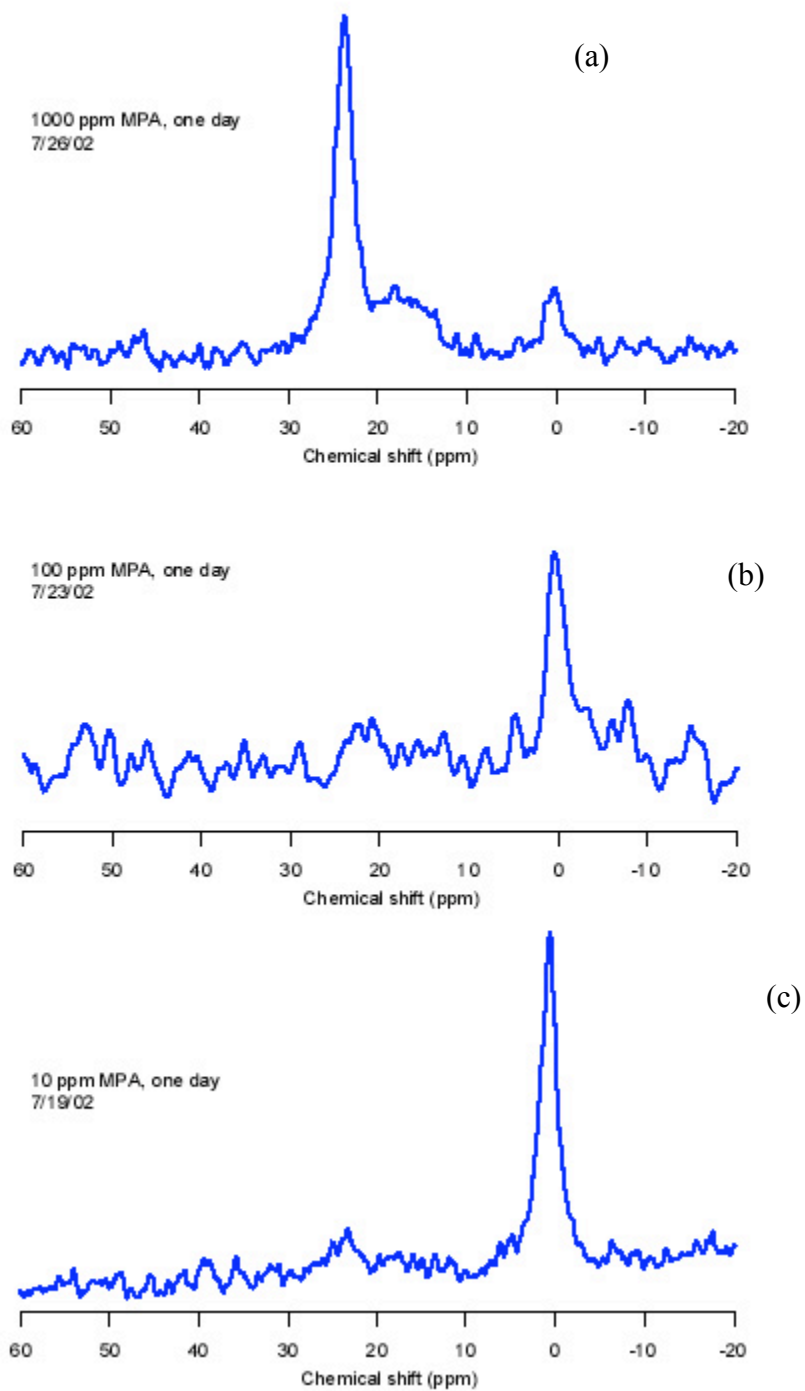 (a)
1000 ppm MPA, one day
7/26/02
60 50 40 30 20 10 0 -10 -20
Chemical shift (ppm)
100 ppm MPA, one day
7/23/02
(b)
60 50 40 30 20 10 0 -10 -20
Chemical shift (ppm)
(c)
10 ppm MPA, one day
7/19/02
60 50 40 30 20 10 0 -10 -20
Chemical shift (ppm)